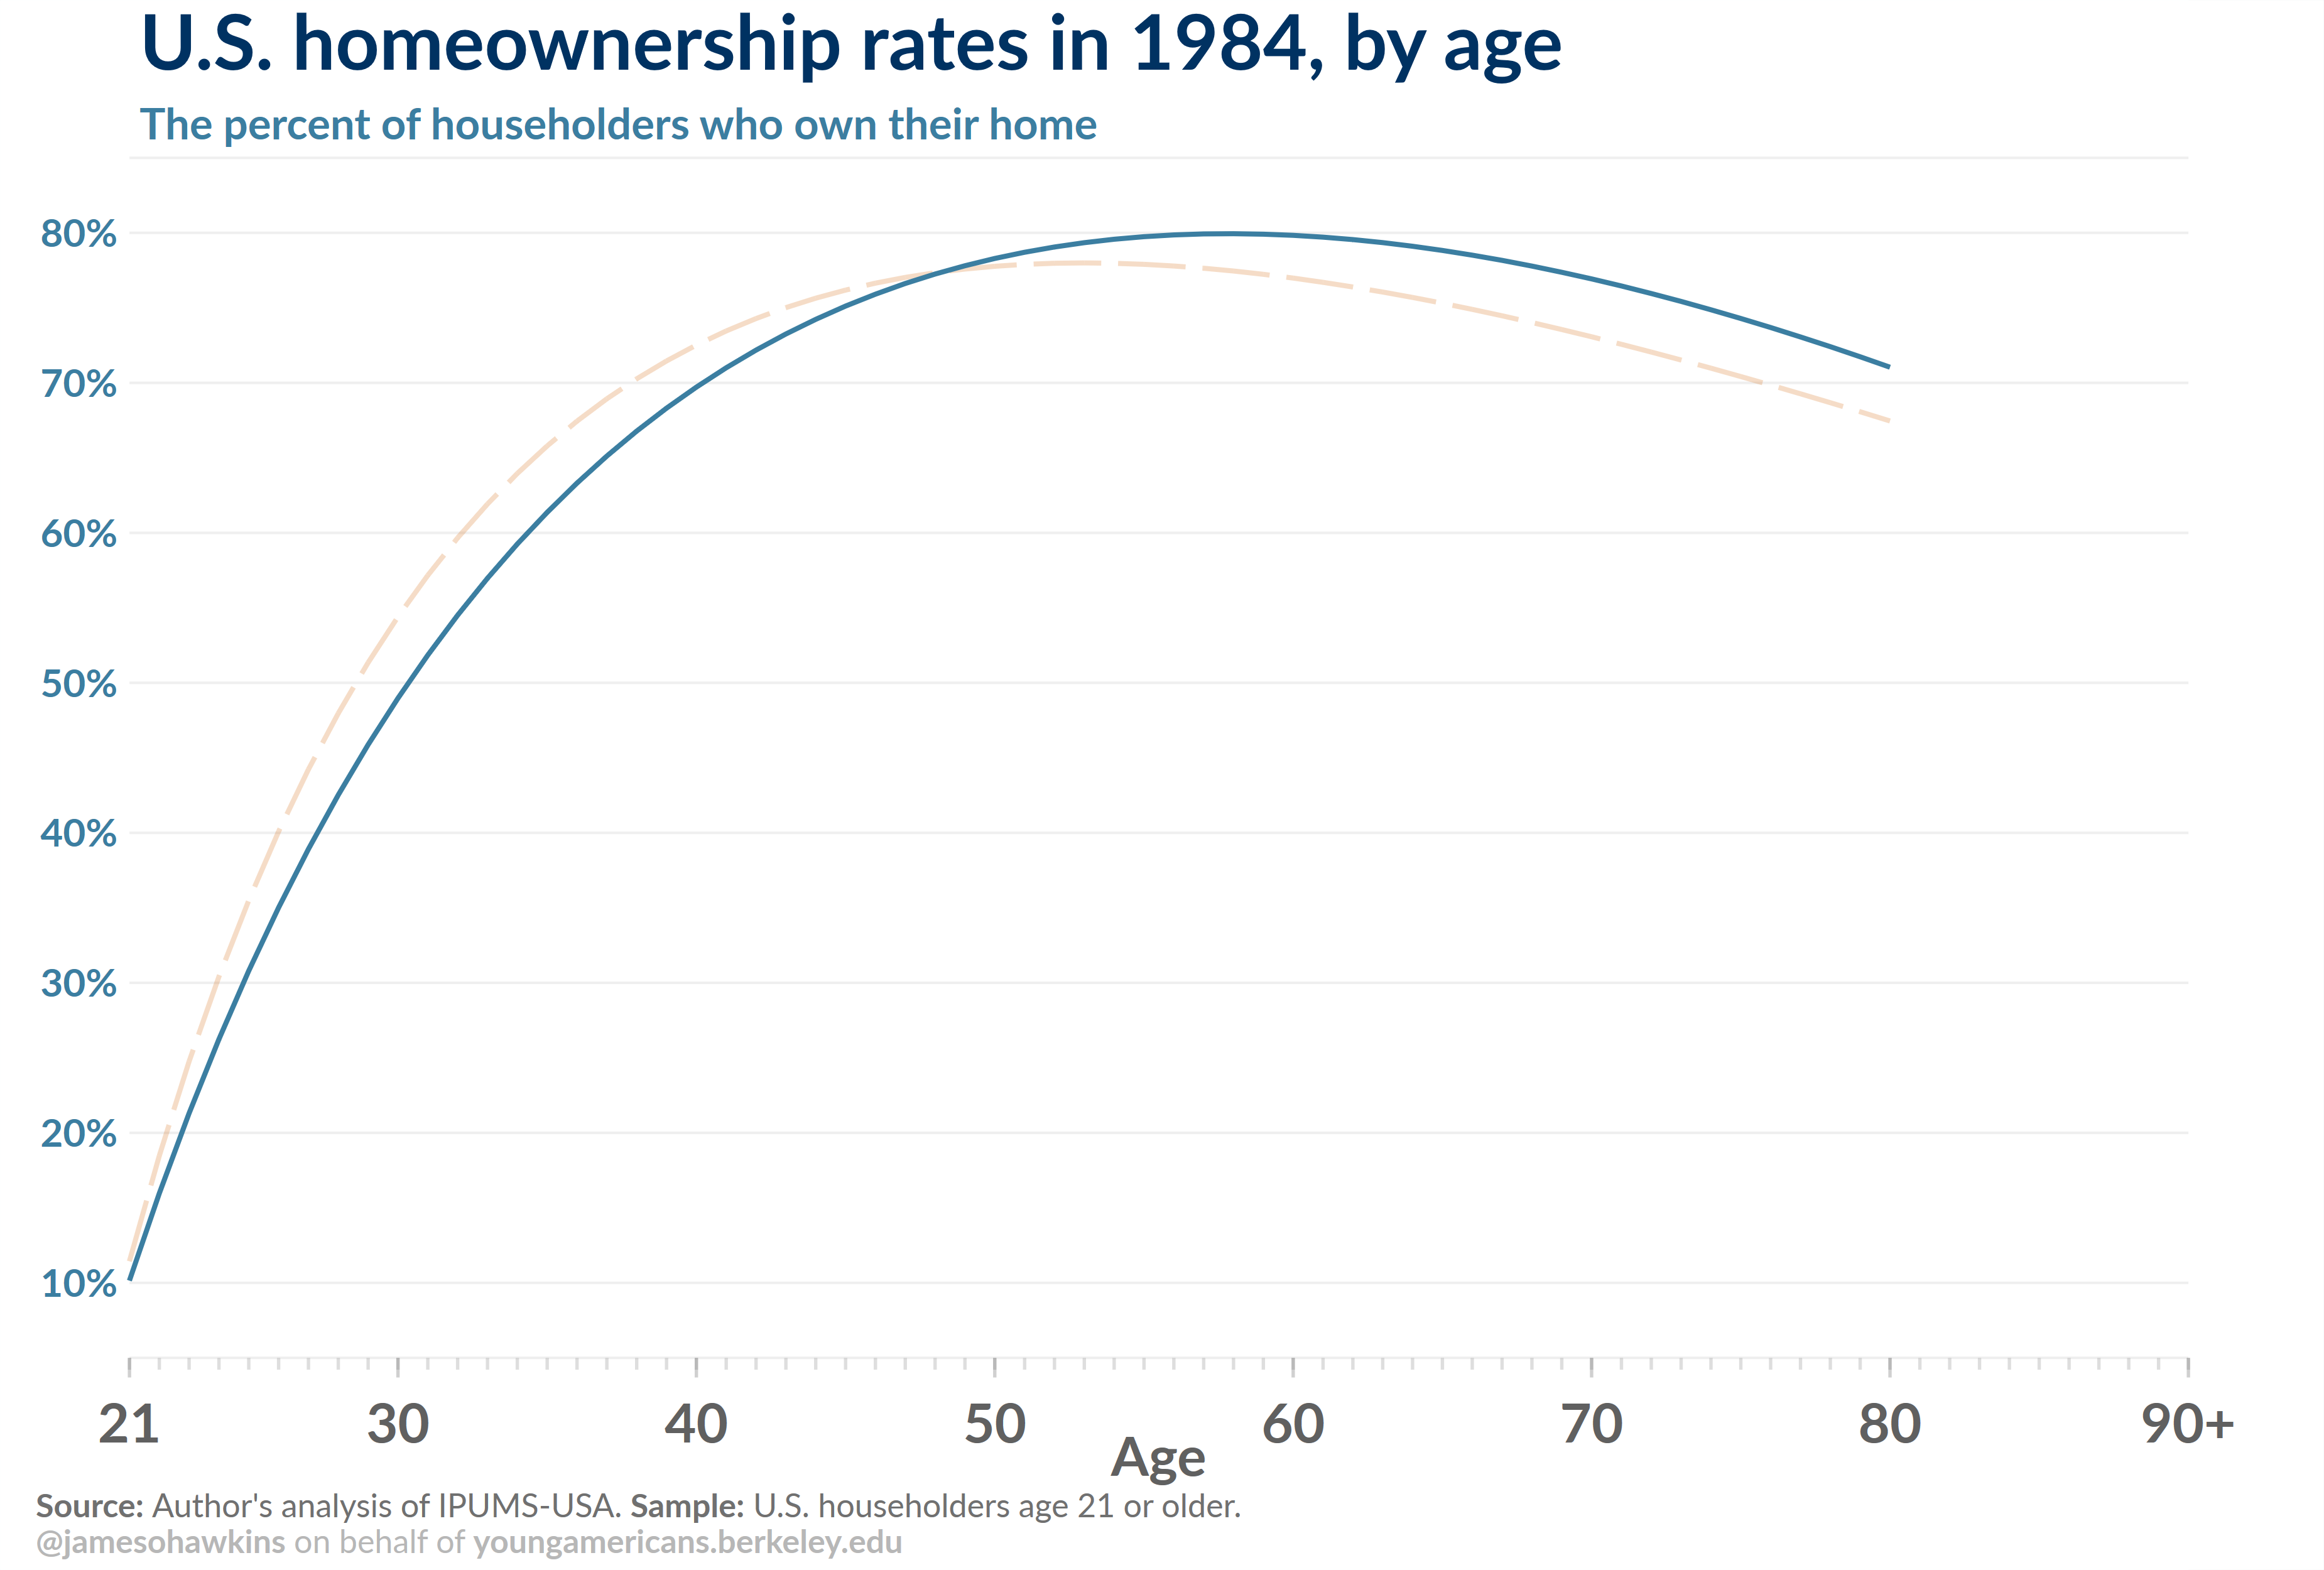 U.S. homeownership rates in 1984, by age
The percent of householders who own their home
80%
70%
60%
50%
40%
30%
20%
10%
21 30 40 50 60 70 80 90+
Age
Source: Author's analysis of IPUMS-USA. Sample: U.S. householders age 21 or older.
@jamesohawkins on behalf of youngamericans.berkeley.edu